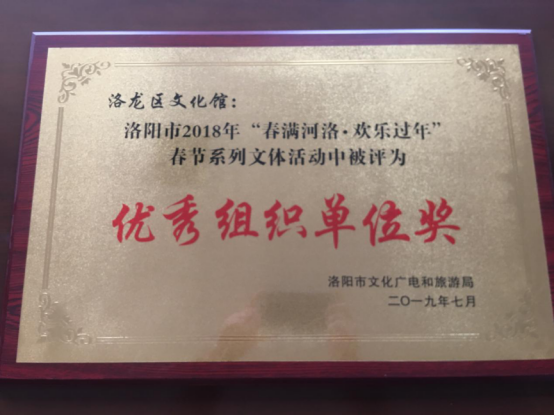 洛龙区文化馆：
洛阳市2018年“春满河洛·欢乐过年”
春节系列文体活动中被评为
优秀组织单位奖
洛阳市文化广电和旅游局
二〇一九年七月